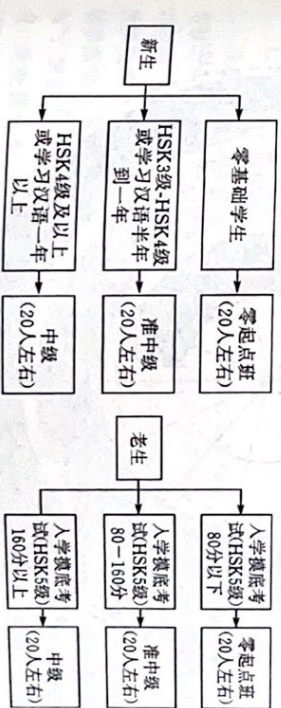 新生
零基础学生
零起点班
(20人左右)
HSK3级-HSK4级
或学习汉语半年
到一年
准中级
(20人左右)
HSK4级及以上
或学习汉语一年
以上
中级
(20人左右)
老生
入学摸底考
试(HSK5级)
80分以下
零起点班
(20人左右)
入学摸底考
试(HSK5级)
80-160分
准中级
(20人左右)
入学摸底考
试(HSK5级)
160分以上
中级
(20人左右)